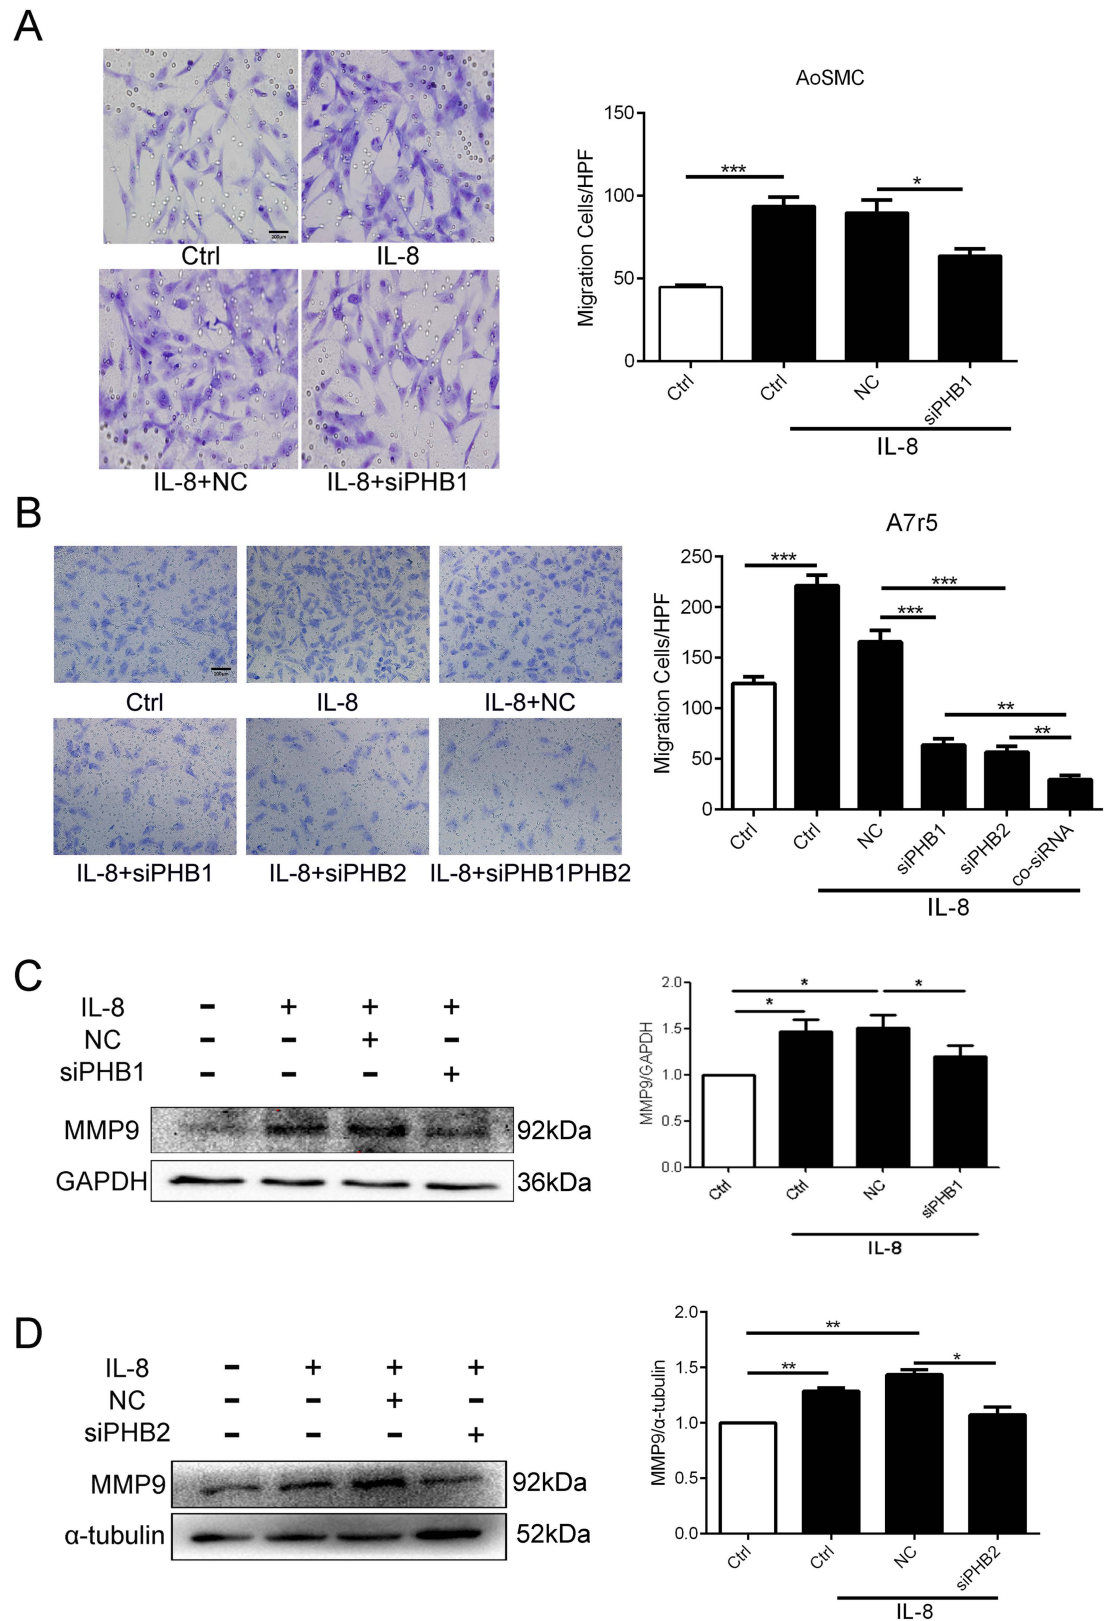 A
200μm
Ctrl
IL-8
IL-8+NC
IL-8+siPHB1
AoSMC
Migration Cells/HPF
150
100
50
0
***
*
Ctrl
Ctrl
NC
siPHB1
IL-8
B
200μm
Ctrl
IL-8
IL-8+NC
IL-8+siPHB1
IL-8+siPHB2
IL-8+siPHB1PHB2
A7r5
Migration Cells/HPF
250
200
150
100
50
0
***
***
***
**
**
Ctrl
Ctrl
NC
siPHB1
siPHB2
co-siRNA
IL-8
C
IL-8 - + + +
NC - - + -
siPHB1 - - - +
MMP9 92kDa
GAPDH 36kDa
MMP9/GAPDH
2.0
1.5
1.0
0.5
0.0
*
*
*
Ctrl
Ctrl
NC
siPHB1
IL-8
D
IL-8 - + + +
NC - - + -
siPHB2 - - - +
MMP9 92kDa
α-tubulin 52kDa
MMP9/α-tubulin
2.0
1.5
1.0
0.5
0.0
**
**
*
Ctrl
Ctrl
NC
siPHB2
IL-8